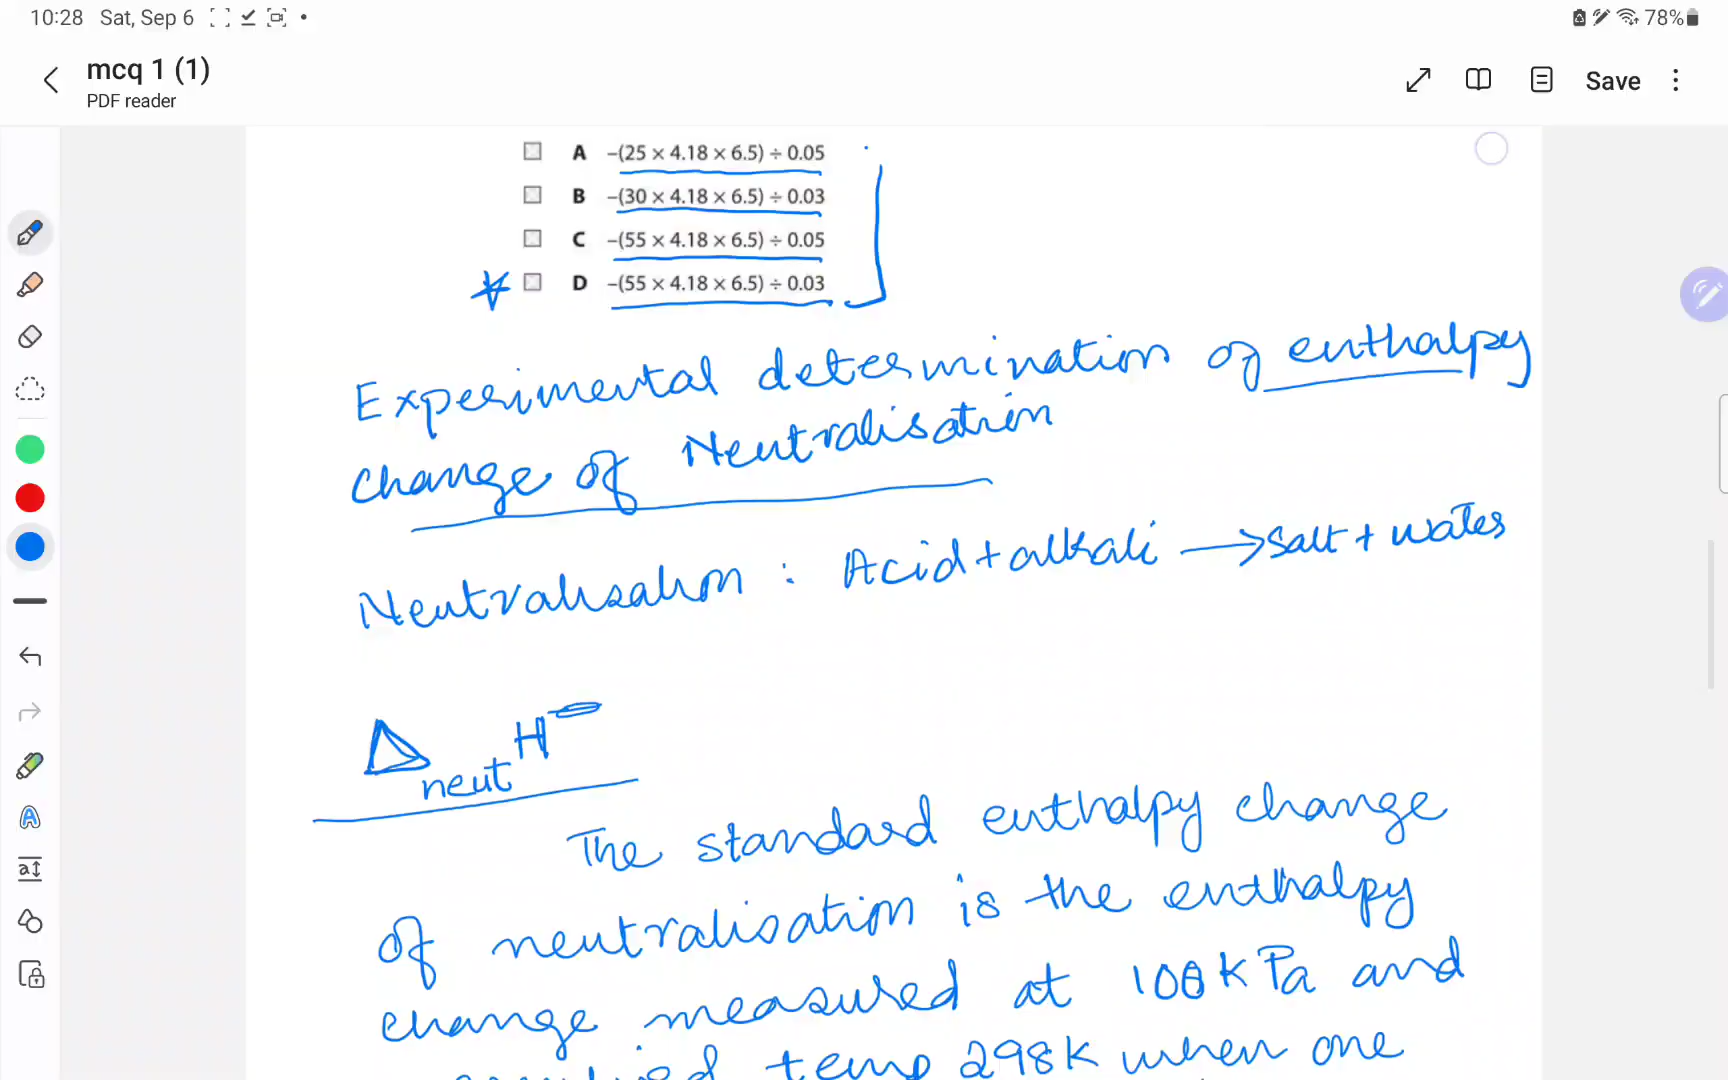 10:28 Sat, Sep 6 78%
mcq 1 (1)
PDF reader
Save
A −(25 × 4.18 × 6.5) ÷ 0.05
B −(30 × 4.18 × 6.5) ÷ 0.03
C −(55 × 4.18 × 6.5) ÷ 0.05
D −(55 × 4.18 × 6.5) ÷ 0.03
Experimental determination of enthalpy
change of Neutralisation
Neutralisation : Acid + alkali → Salt + water
Δneut H⦵
The standard enthalpy change
of neutralisation is the enthalpy
change measured at 100 kPa and
temp 298K when one